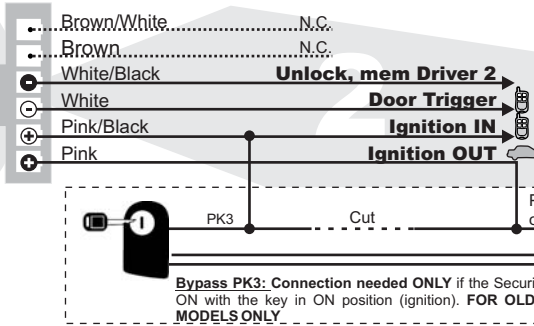 Brown/White N.C.
Brown N.C.
White/Black Unlock, mem Driver 2
White Door Trigger
Pink/Black Ignition IN
Pink Ignition OUT
PK3 Cut
Bypass PK3: Connection needed ONLY if the Securi
ON with the key in ON position (ignition). FOR OLD
MODELS ONLY